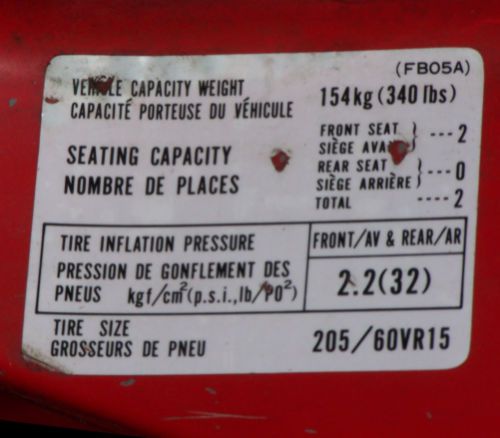 (FB05A)
VEHICLE CAPACITY WEIGHT 154kg (340 lbs)
CAPACITÉ PORTEUSE DU VÉHICULE
SEATING CAPACITY FRONT SEAT } ---2
SIÈGE AVA
NOMBRE DE PLACES REAR SEAT } ---0
SIÈGE ARRIÈRE
TOTAL ----2
TIRE INFLATION PRESSURE FRONT/AV & REAR/AR
PRESSION DE GONFLEMENT DES
PNEUS kgf/cm²(p.s.i.,lb/PO²) 2.2(32)
TIRE SIZE 205/60VR15
GROSSEURS DE PNEU